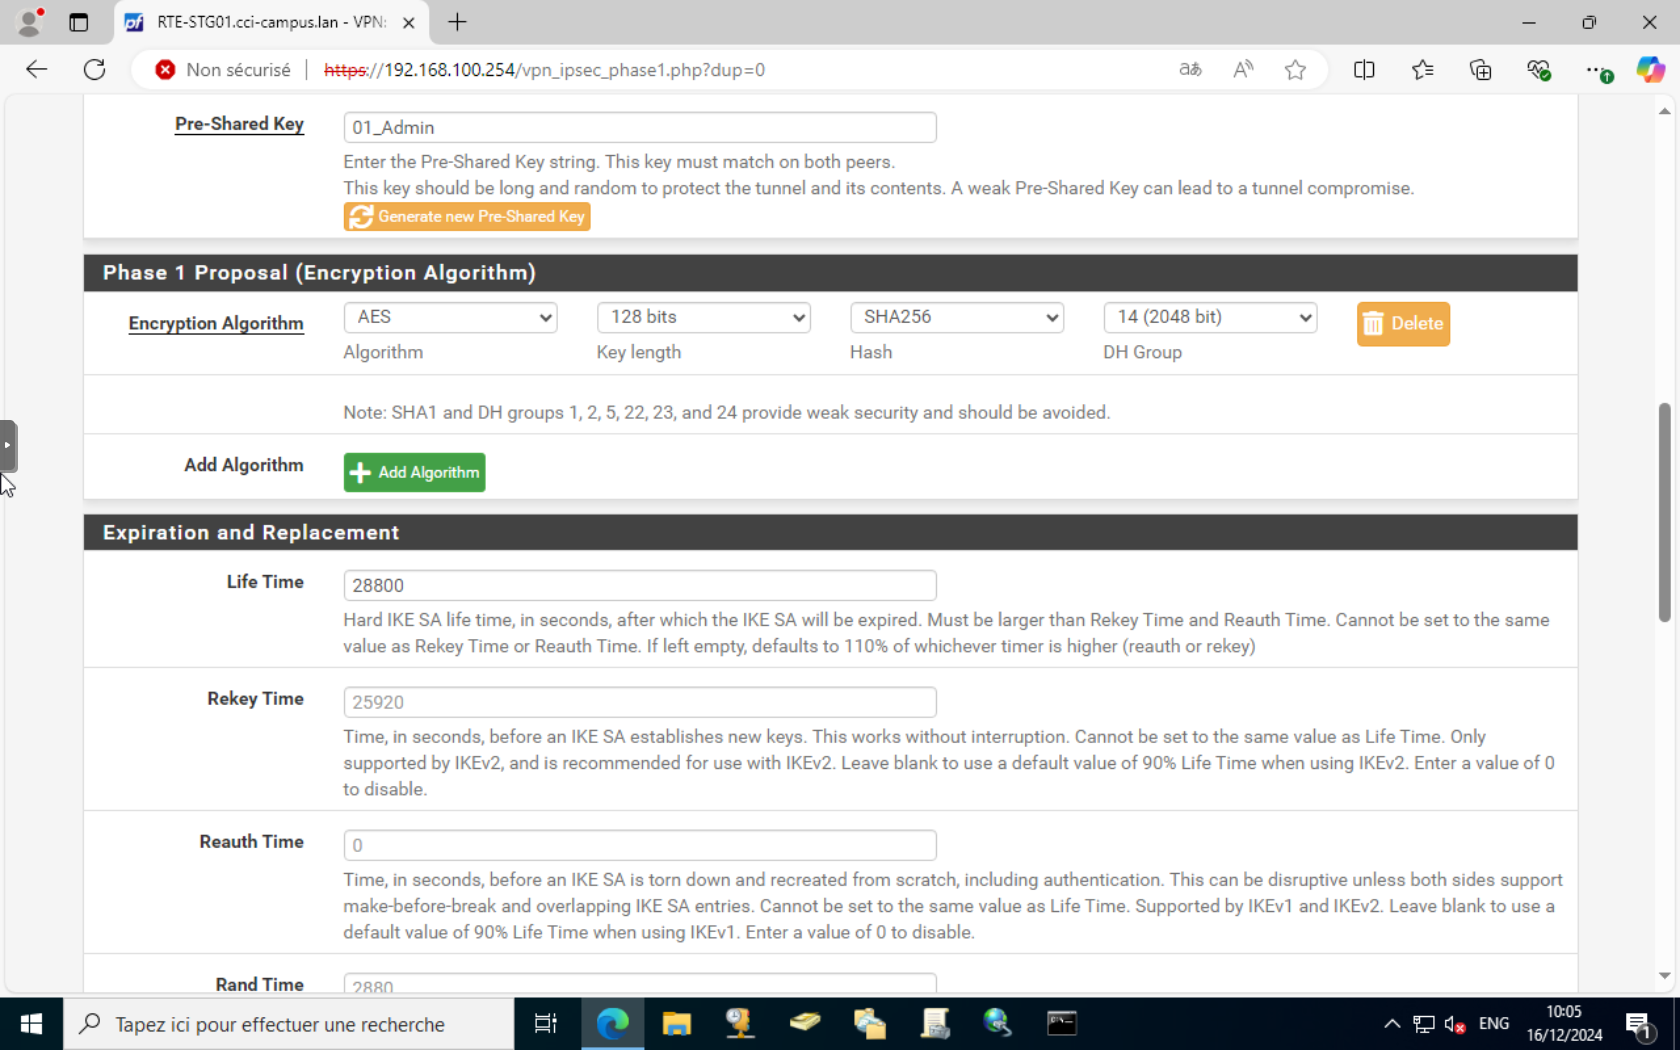 RTE-STG01.cci-campus.lan - VPN:
Non sécurisé
https://192.168.100.254/vpn_ipsec_phase1.php?dup=0
Pre-Shared Key
01_Admin
Enter the Pre-Shared Key string. This key must match on both peers.
This key should be long and random to protect the tunnel and its contents. A weak Pre-Shared Key can lead to a tunnel compromise.
Generate new Pre-Shared Key
Phase 1 Proposal (Encryption Algorithm)
Encryption Algorithm
AES 128 bits SHA256 14 (2048 bit) Delete
Algorithm Key length Hash DH Group
Note: SHA1 and DH groups 1, 2, 5, 22, 23, and 24 provide weak security and should be avoided.
Add Algorithm
Add Algorithm
Expiration and Replacement
Life Time
28800
Hard IKE SA life time, in seconds, after which the IKE SA will be expired. Must be larger than Rekey Time and Reauth Time. Cannot be set to the same
value as Rekey Time or Reauth Time. If left empty, defaults to 110% of whichever timer is higher (reauth or rekey)
Rekey Time
25920
Time, in seconds, before an IKE SA establishes new keys. This works without interruption. Cannot be set to the same value as Life Time. Only
supported by IKEv2, and is recommended for use with IKEv2. Leave blank to use a default value of 90% Life Time when using IKEv2. Enter a value of 0
to disable.
Reauth Time
0
Time, in seconds, before an IKE SA is torn down and recreated from scratch, including authentication. This can be disruptive unless both sides support
make-before-break and overlapping IKE SA entries. Cannot be set to the same value as Life Time. Supported by IKEv1 and IKEv2. Leave blank to use a
default value of 90% Life Time when using IKEv1. Enter a value of 0 to disable.
Rand Time
2880
Tapez ici pour effectuer une recherche
ENG
10:05
16/12/2024
1